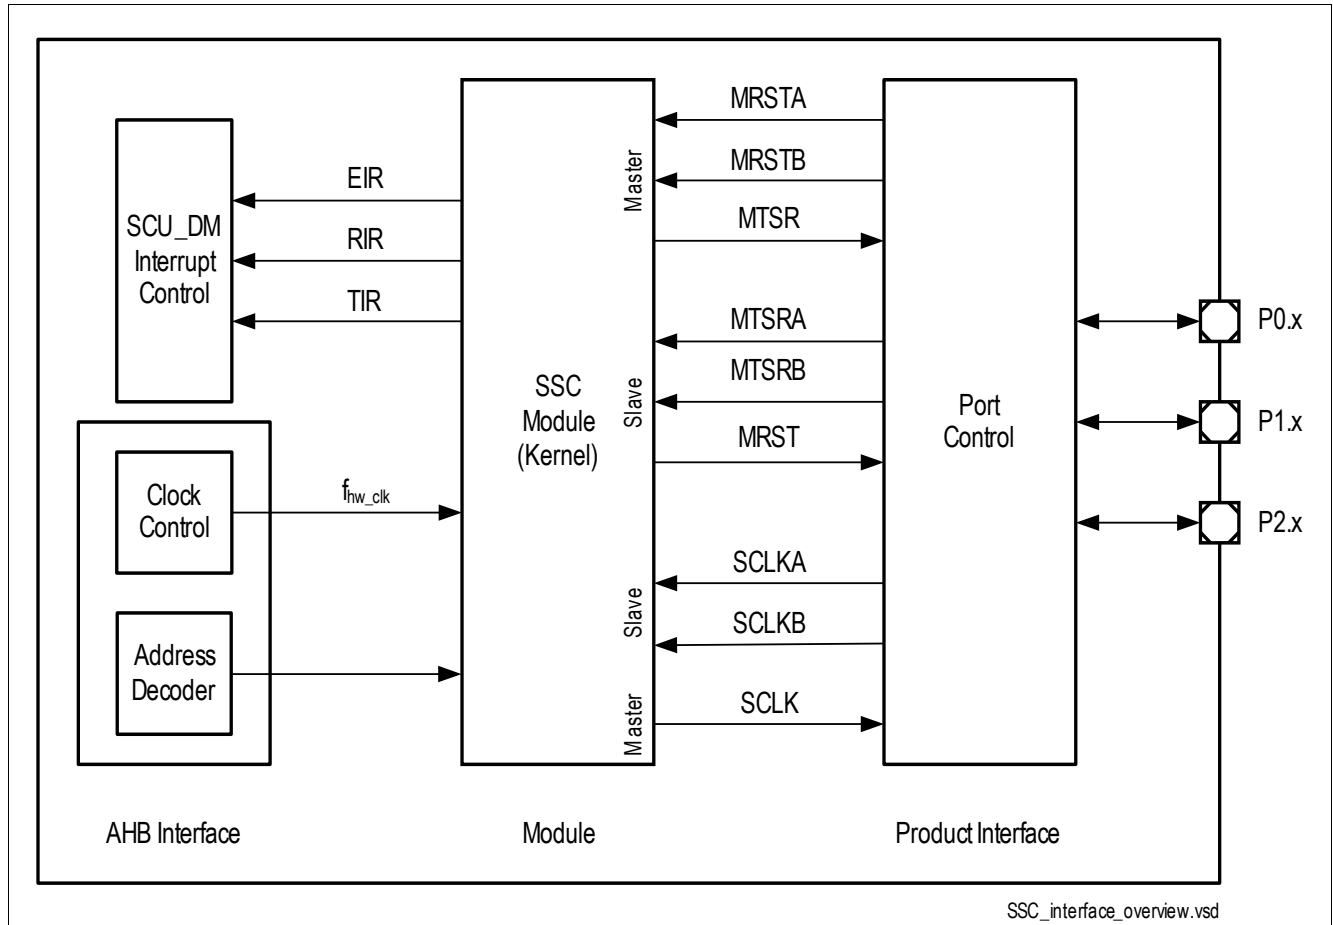 SCU_DM
Interrupt
Control
EIR
RIR
TIR
Clock
Control
Address
Decoder
f_hw_clk
AHB Interface
SSC
Module
(Kernel)
Master
Slave
Slave
Master
Module
MRSTA
MRSTB
MTSR
MTSRA
MTSRB
MRST
SCLKA
SCLKB
SCLK
Port
Control
Product Interface
P0.x
P1.x
P2.x
SSC_interface_overview.vsd